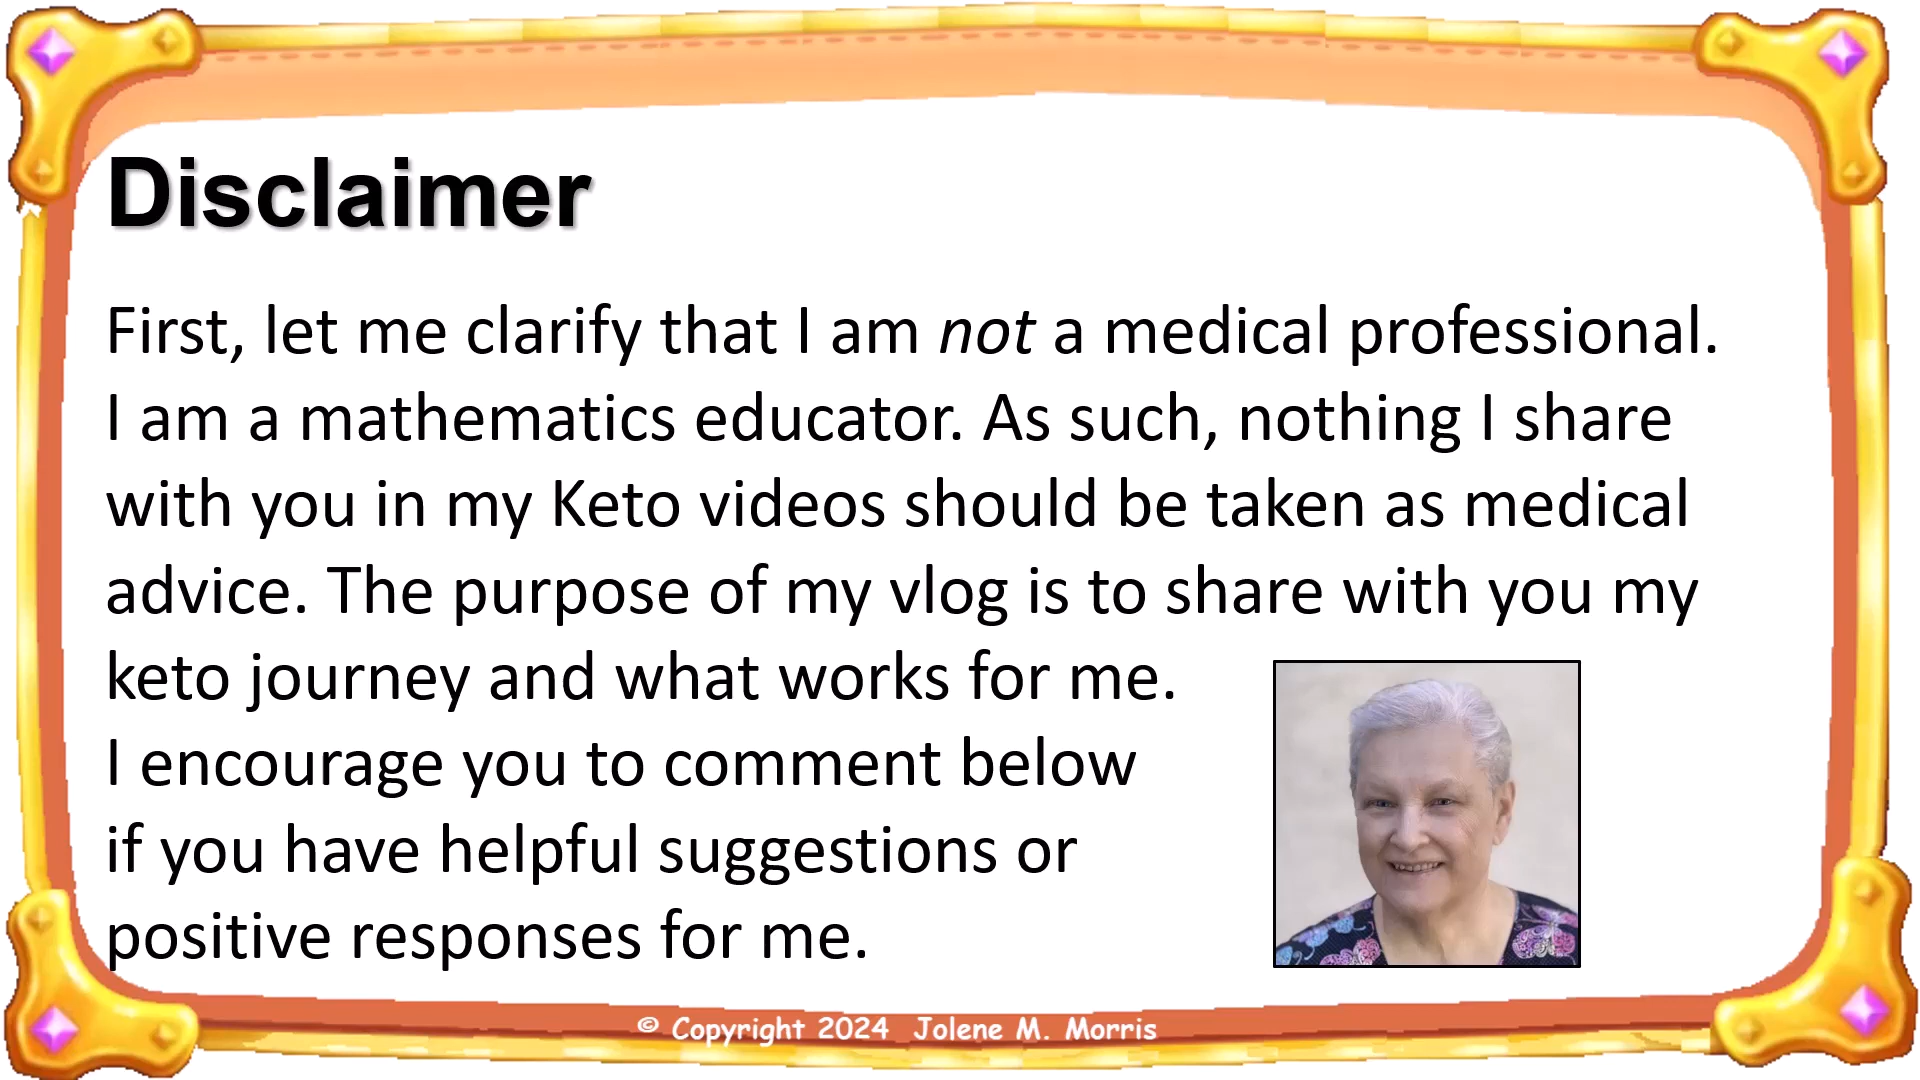 Disclaimer
First, let me clarify that I am not a medical professional.
I am a mathematics educator. As such, nothing I share
with you in my Keto videos should be taken as medical
advice. The purpose of my vlog is to share with you my
keto journey and what works for me.
I encourage you to comment below
if you have helpful suggestions or
positive responses for me.
© Copyright 2024 Jolene M. Morris